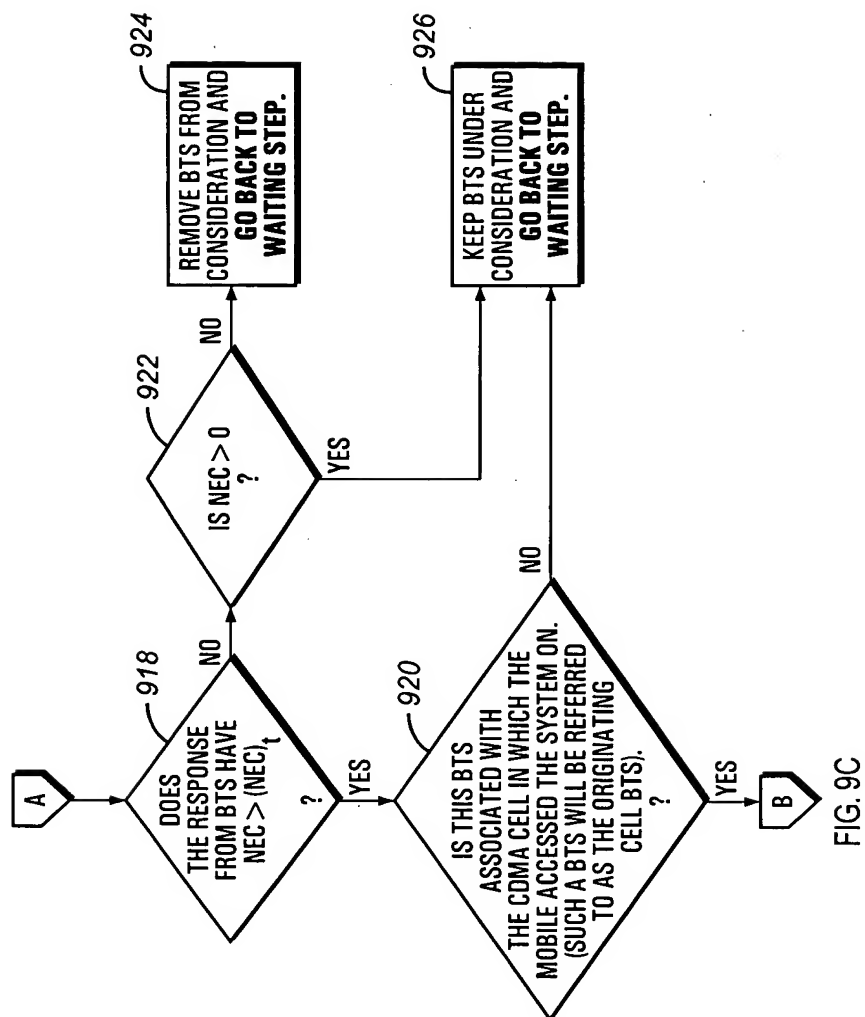 A
918
DOES
THE RESPONSE
FROM BTS HAVE
NEC > (NEC)t
?
NO
YES
922
IS NEC > 0
?
NO
YES
924
REMOVE BTS FROM
CONSIDERATION AND
GO BACK TO
WAITING STEP.
920
IS THIS BTS
ASSOCIATED WITH
THE CDMA CELL IN WHICH THE
MOBILE ACCESSED THE SYSTEM ON.
(SUCH A BTS WILL BE REFERRED
TO AS THE ORIGINATING
CELL BTS).
?
NO
YES
926
KEEP BTS UNDER
CONSIDERATION AND
GO BACK TO
WAITING STEP.
B
FIG. 9C